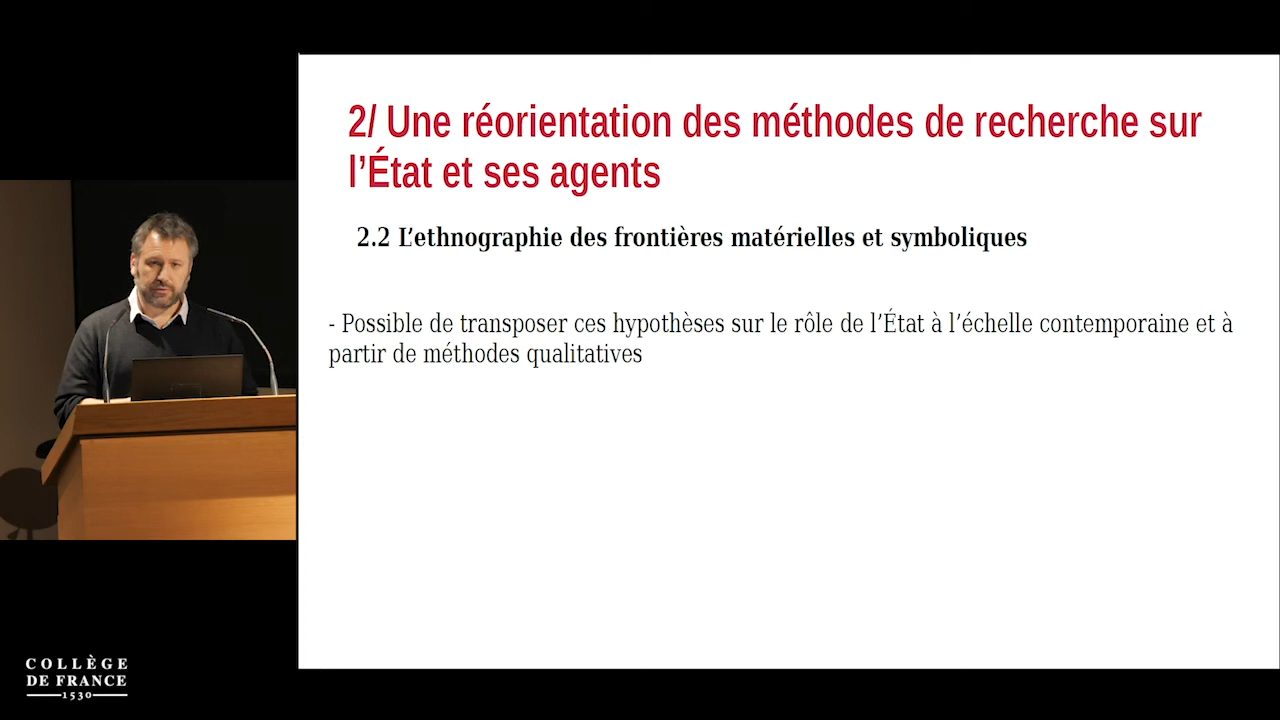 2/ Une réorientation des méthodes de recherche sur
l’État et ses agents
2.2 L’ethnographie des frontières matérielles et symboliques
- Possible de transposer ces hypothèses sur le rôle de l’État à l’échelle contemporaine et à
partir de méthodes qualitatives
COLLÈGE
DE FRANCE
1530